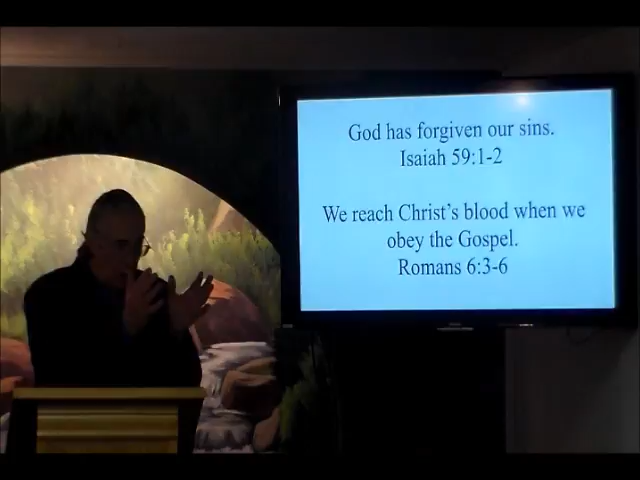 God has forgiven our sins.
Isaiah 59:1-2
We reach Christ's blood when we
obey the Gospel.
Romans 6:3-6